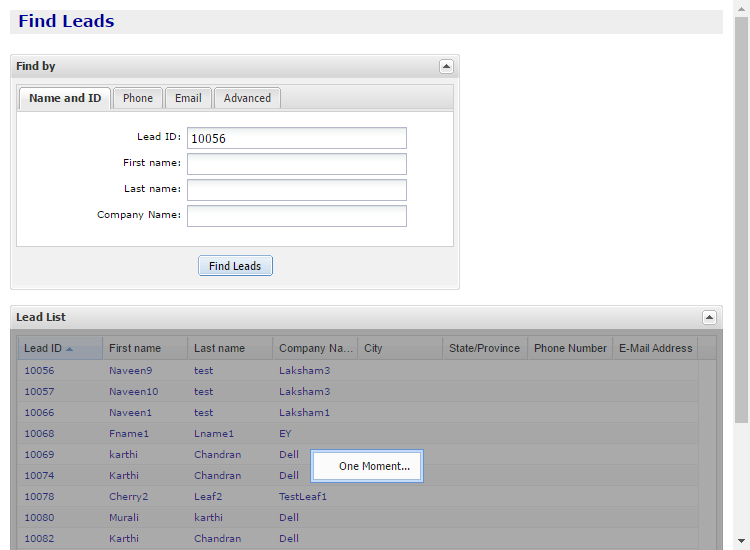 Find Leads
Find by
Name and ID Phone Email Advanced
Lead ID: 10056
First name:
Last name:
Company Name:
Find Leads
Lead List
Lead ID First name Last name Company Na... City State/Province Phone Number E-Mail Address
10056 Naveen9 test Laksham3
10057 Naveen10 test Laksham3
10066 Naveen1 test Laksham1
10068 Fname1 Lname1 EY
10069 karthi Chandran Dell
One Moment...
10074 Karthi Chandran Dell
10078 Cherry2 Leaf2 TestLeaf1
10080 Murali karthi Dell
10082 Karthi Chandran Dell